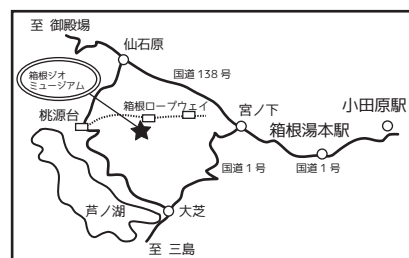 至 御殿場
仙石原
箱根ジオ
ミュージアム
国道 138 号
箱根ロープウェイ
桃源台
宮ノ下
小田原駅
箱根湯本駅
国道 1 号
国道 1 号
芦ノ湖
大芝
至 三島